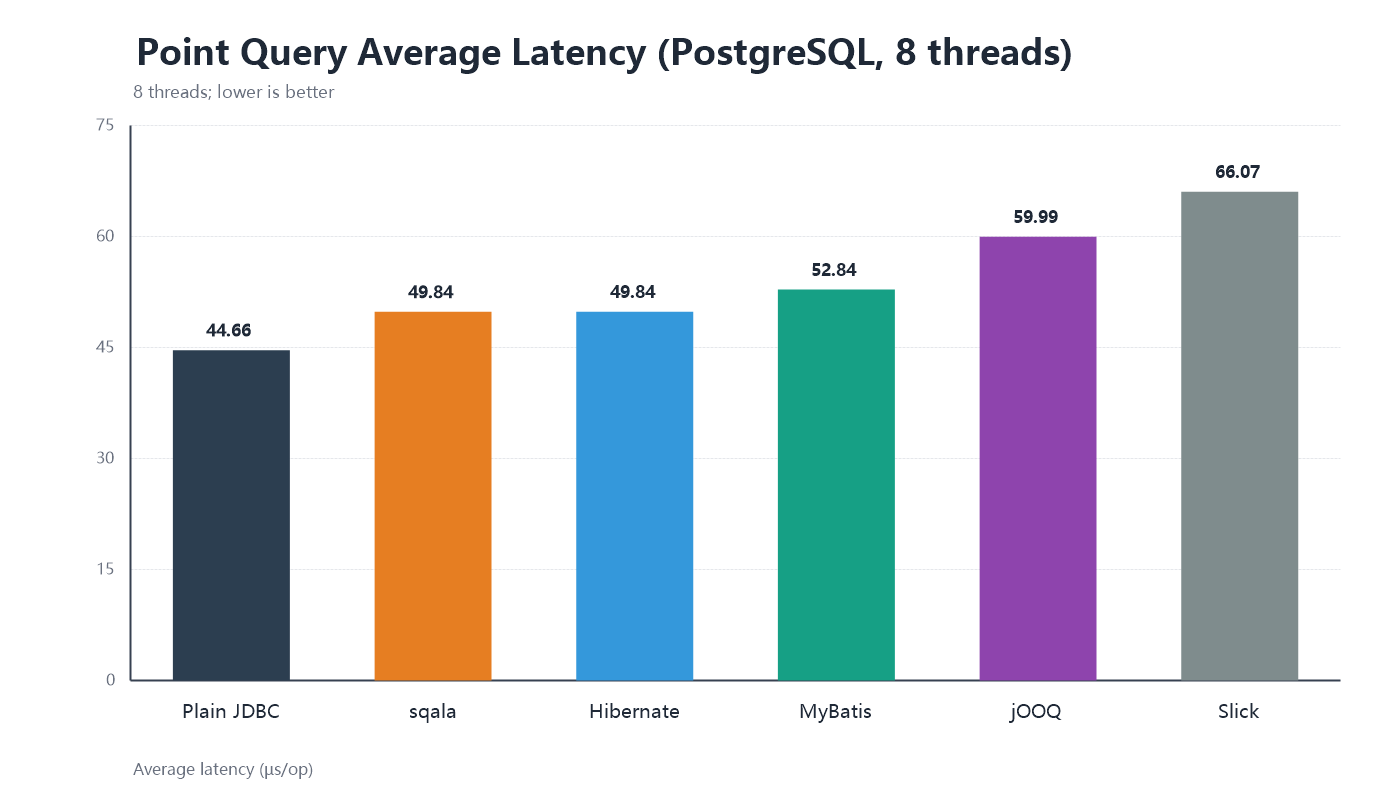 Point Query Average Latency (PostgreSQL, 8 threads)
8 threads; lower is better
75
60
45
30
15
0
44.66
49.84
49.84
52.84
59.99
66.07
Plain JDBC
sqala
Hibernate
MyBatis
jOOQ
Slick
Average latency (µs/op)